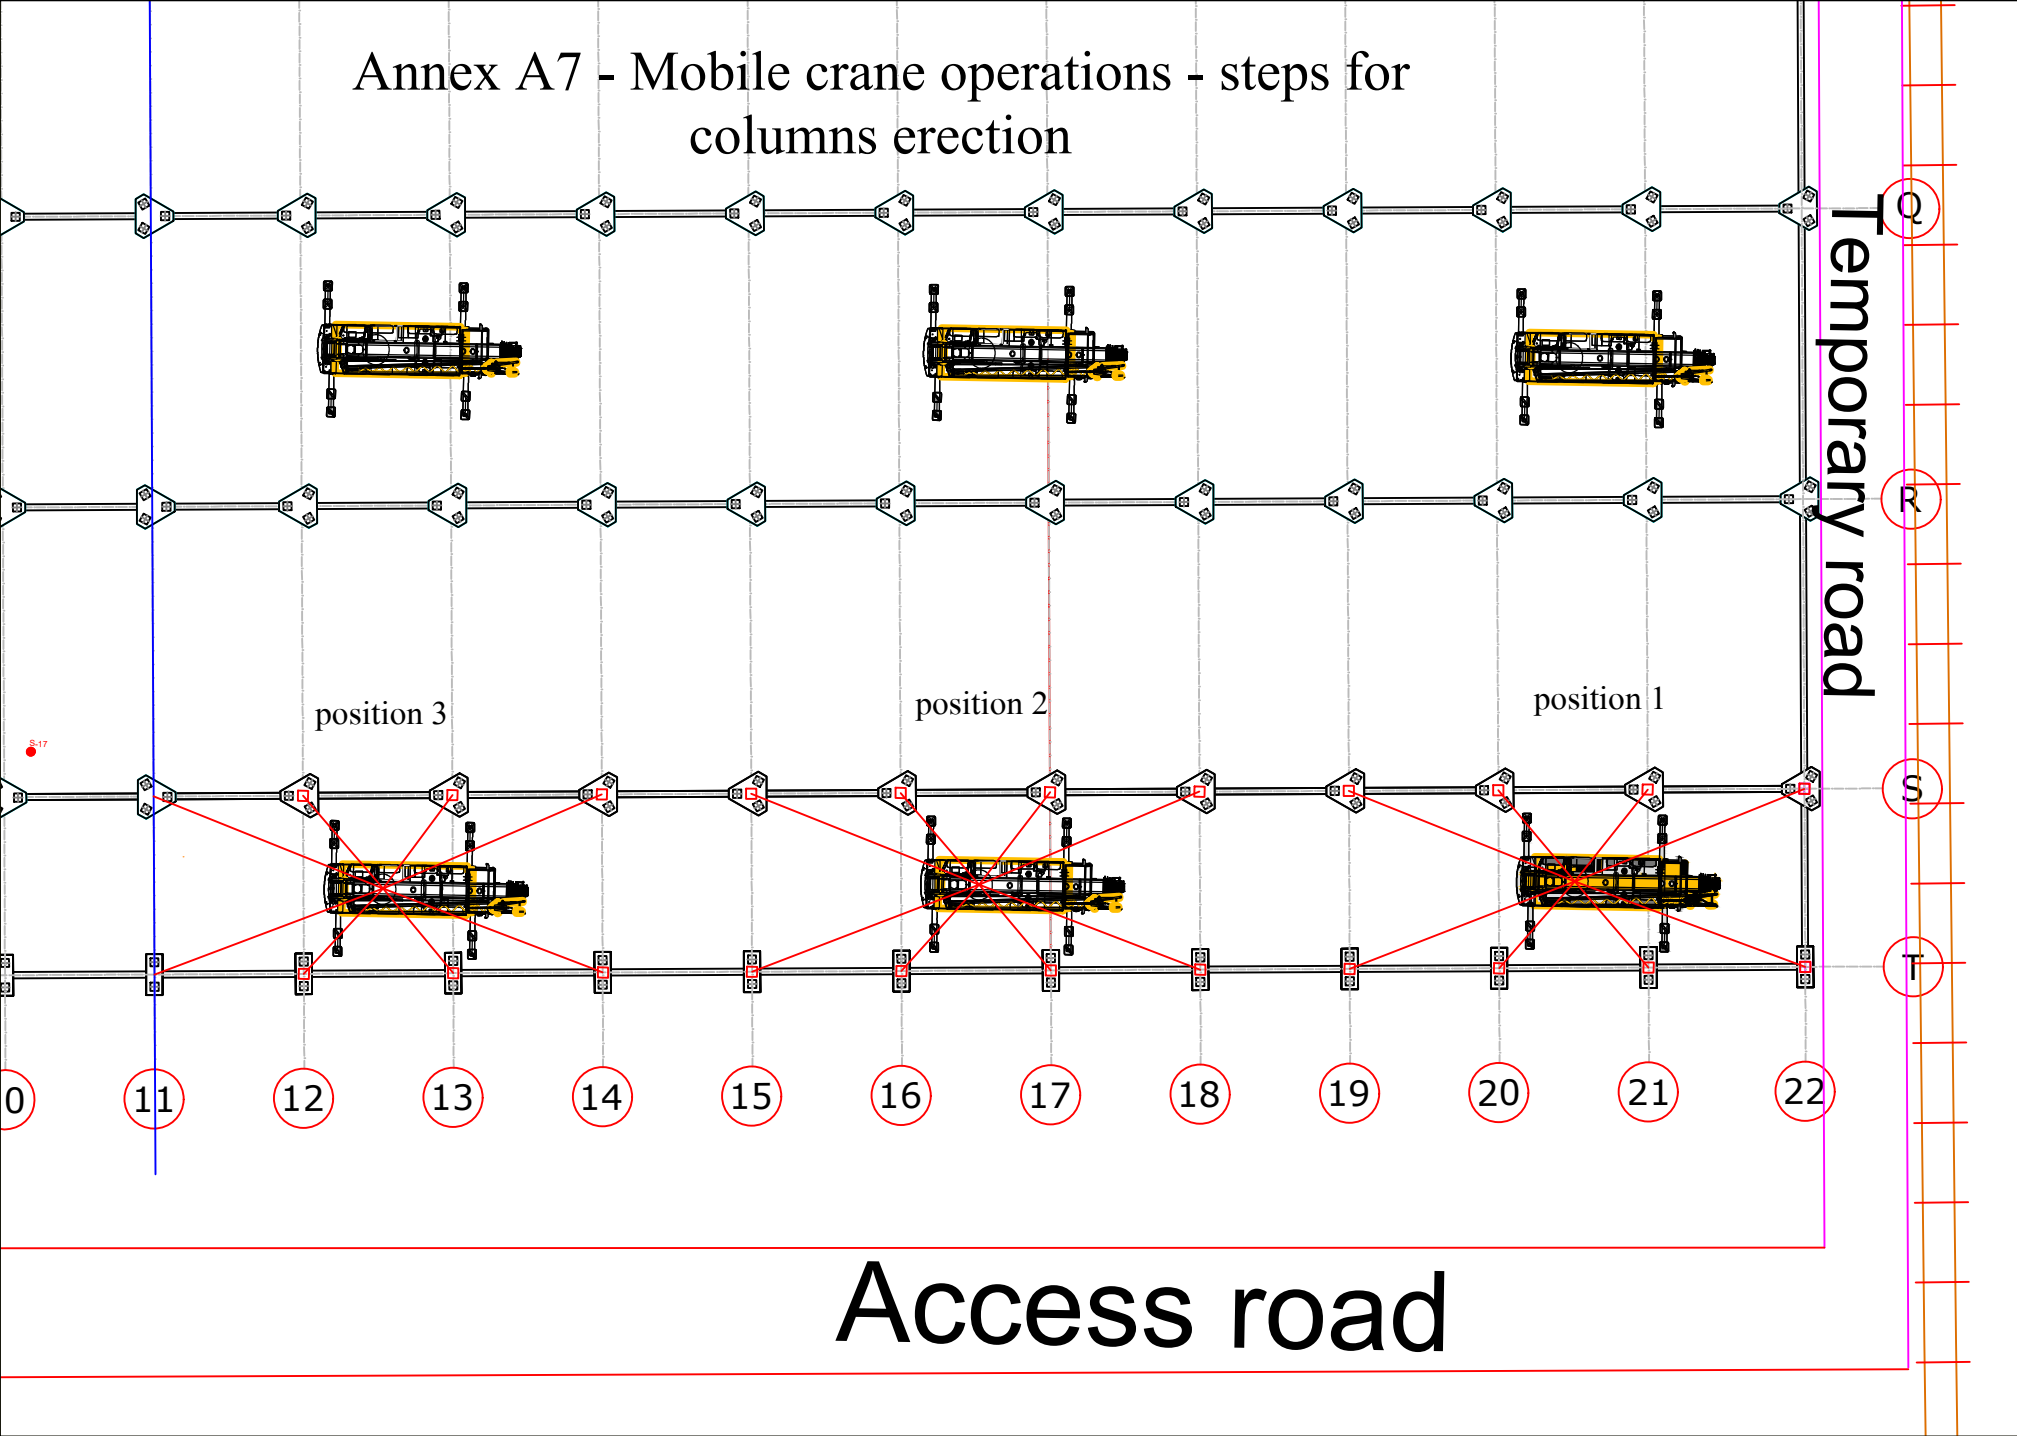 Annex A7 - Mobile crane operations - steps for
columns erection
Q
Temporary road
R
position 3
position 2
position 1
S-17
S
T
0
11
12
13
14
15
16
17
18
19
20
21
22
Access road